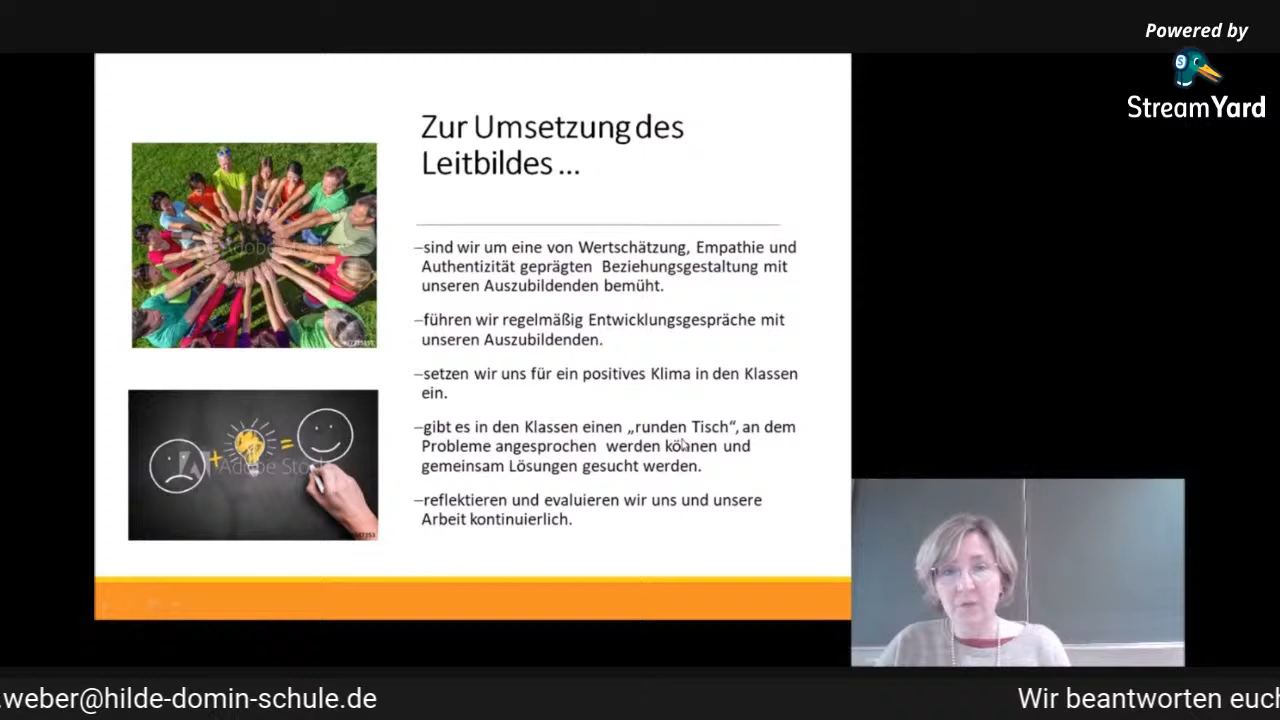 Powered by
StreamYard
Zur Umsetzung des
Leitbildes ...
–sind wir um eine von Wertschätzung, Empathie und
Authentizität geprägten Beziehungsgestaltung mit
unseren Auszubildenden bemüht.
–führen wir regelmäßig Entwicklungsgespräche mit
unseren Auszubildenden.
–setzen wir uns für ein positives Klima in den Klassen
ein.
–gibt es in den Klassen einen „runden Tisch“, an dem
Probleme angesprochen werden können und
gemeinsam Lösungen gesucht werden.
–reflektieren und evaluieren wir uns und unsere
Arbeit kontinuierlich.
Adobe Stock
Adobe Stock
.weber@hilde-domin-schule.de
Wir beantworten euch